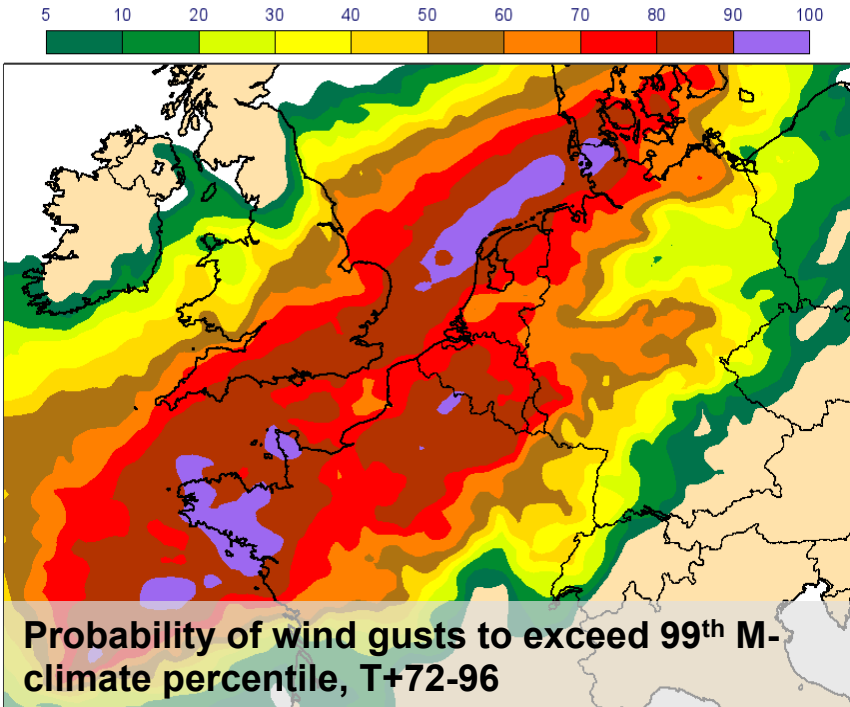 5 10 20 30 40 50 60 70 80 90 100
Probability of wind gusts to exceed 99th M-
climate percentile, T+72-96